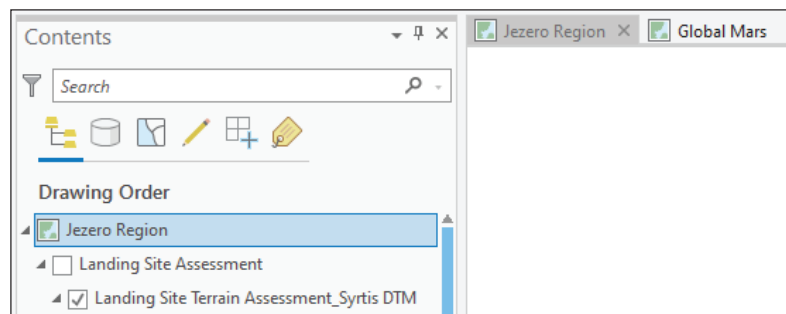 Contents
Jezero Region
Global Mars
Search
Drawing Order
Jezero Region
Landing Site Assessment
Landing Site Terrain Assessment_Syrtis DTM